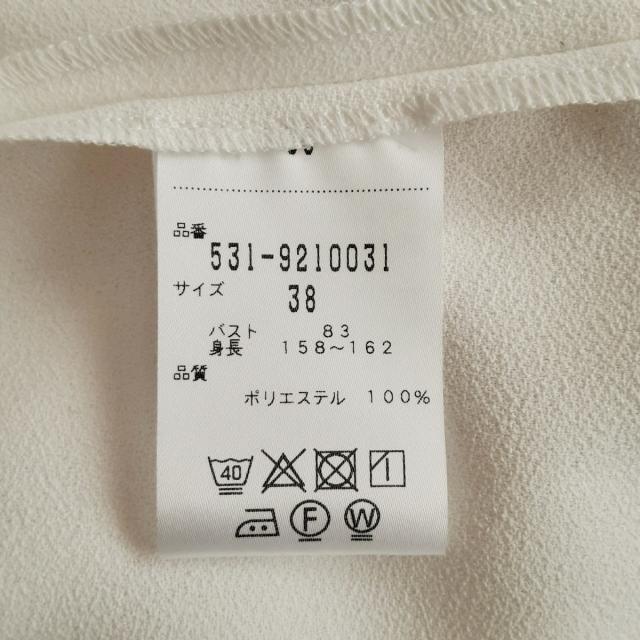 品番
531-9210031
サイズ
38
バスト 83
身長 158～162
品質
ポリエステル 100%
40
F W